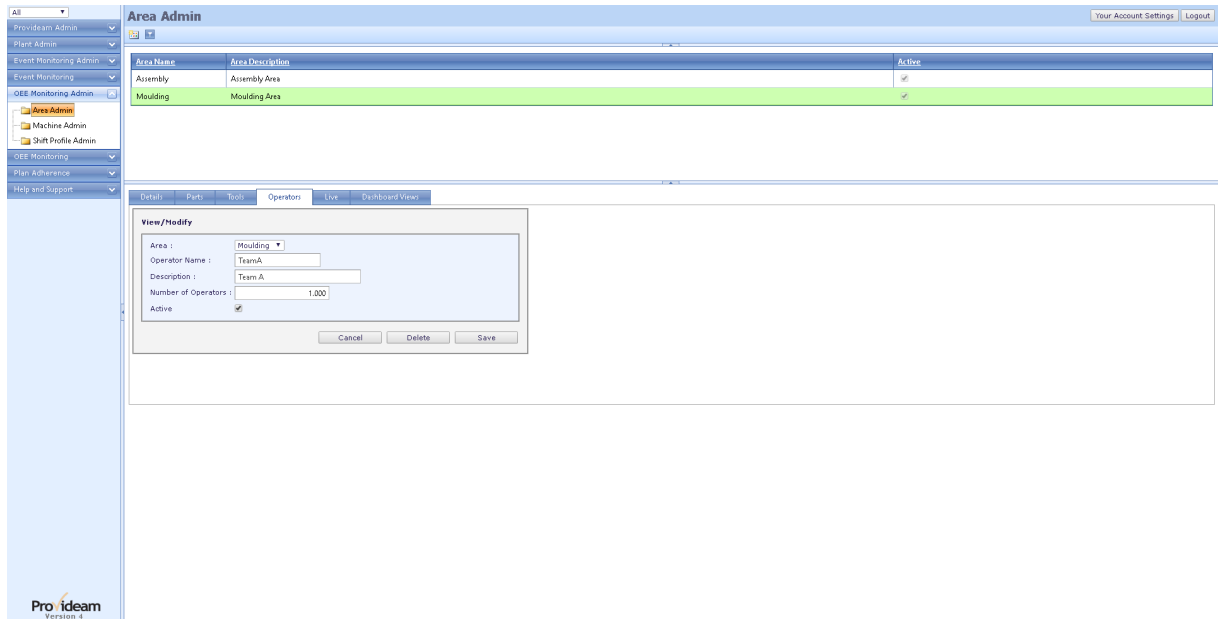 All
Area Admin
Your Account Settings
Logout
Provideam Admin
Plant Admin
Event Monitoring Admin
Event Monitoring
OEE Monitoring Admin
Area Admin
Machine Admin
Shift Profile Admin
OEE Monitoring
Plan Adherence
Help and Support
Area Name Area Description Active
Assembly Assembly Area
Moulding Moulding Area
Details Parts Tools Operators Live Dashboard Views
View/Modify
Area : Moulding
Operator Name : TeamA
Description : Team A
Number of Operators : 1.000
Active
Cancel Delete Save
Provideam
Version 4